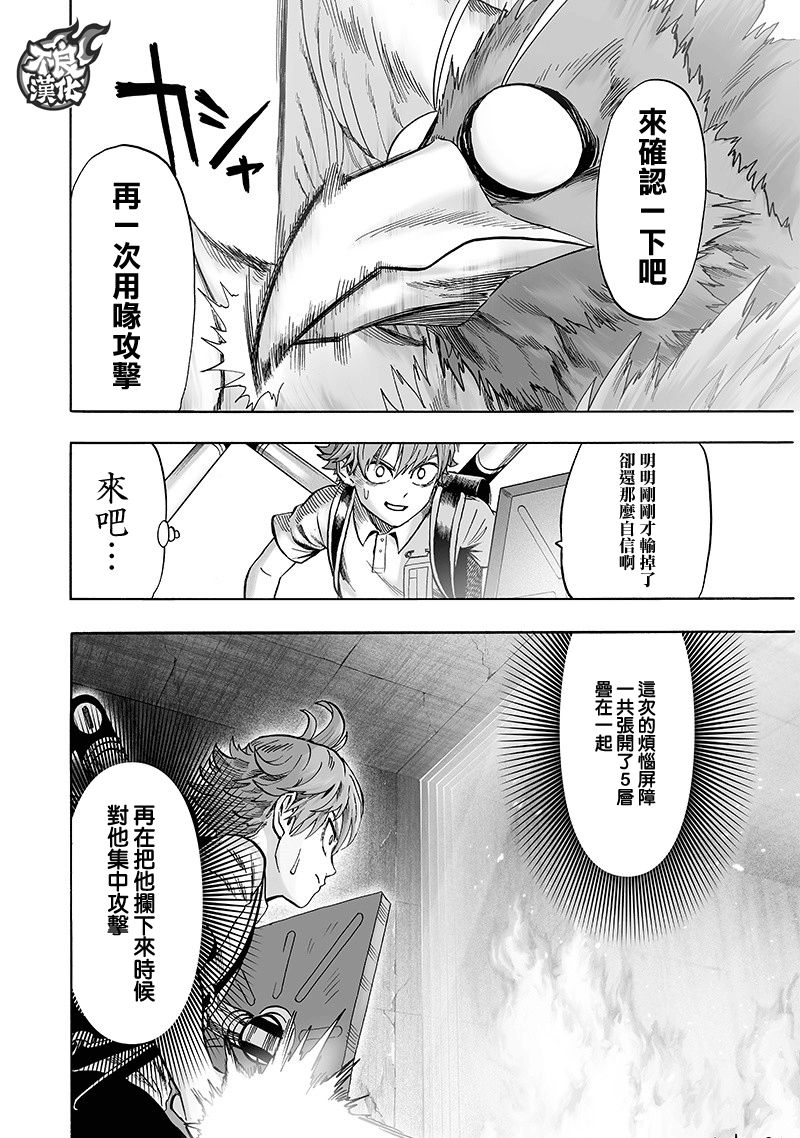 不良
漢化
來確認一下吧
ガシャッ
再一次用喙攻擊
明明剛剛才輸掉了
卻還那麼自信啊
來吧…
這次的煩惱屏障
一共張開了5層
疊在一起
再在把他攔下來時候
對他集中攻擊